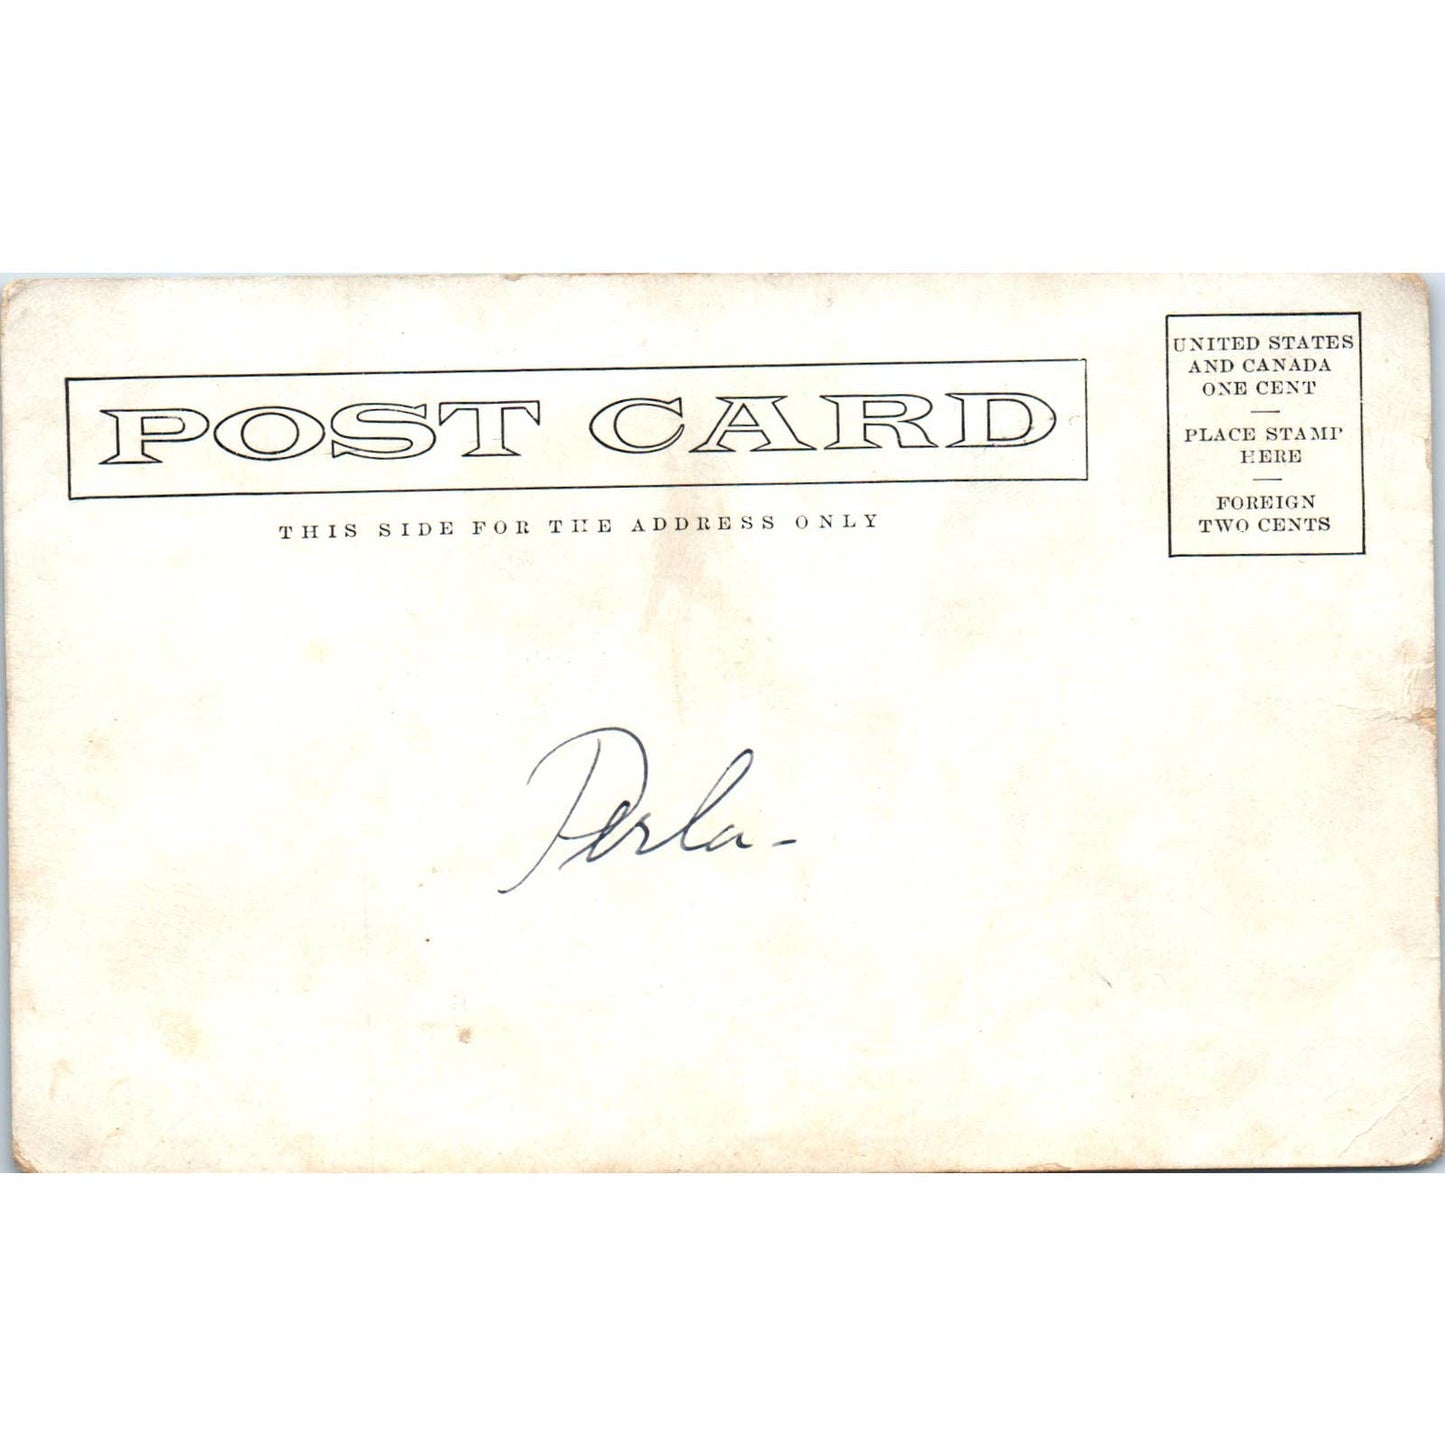 POST CARD
THIS SIDE FOR THE ADDRESS ONLY
UNITED STATES
AND CANADA
ONE CENT
PLACE STAMP
HERE
FOREIGN
TWO CENTS
Perla-